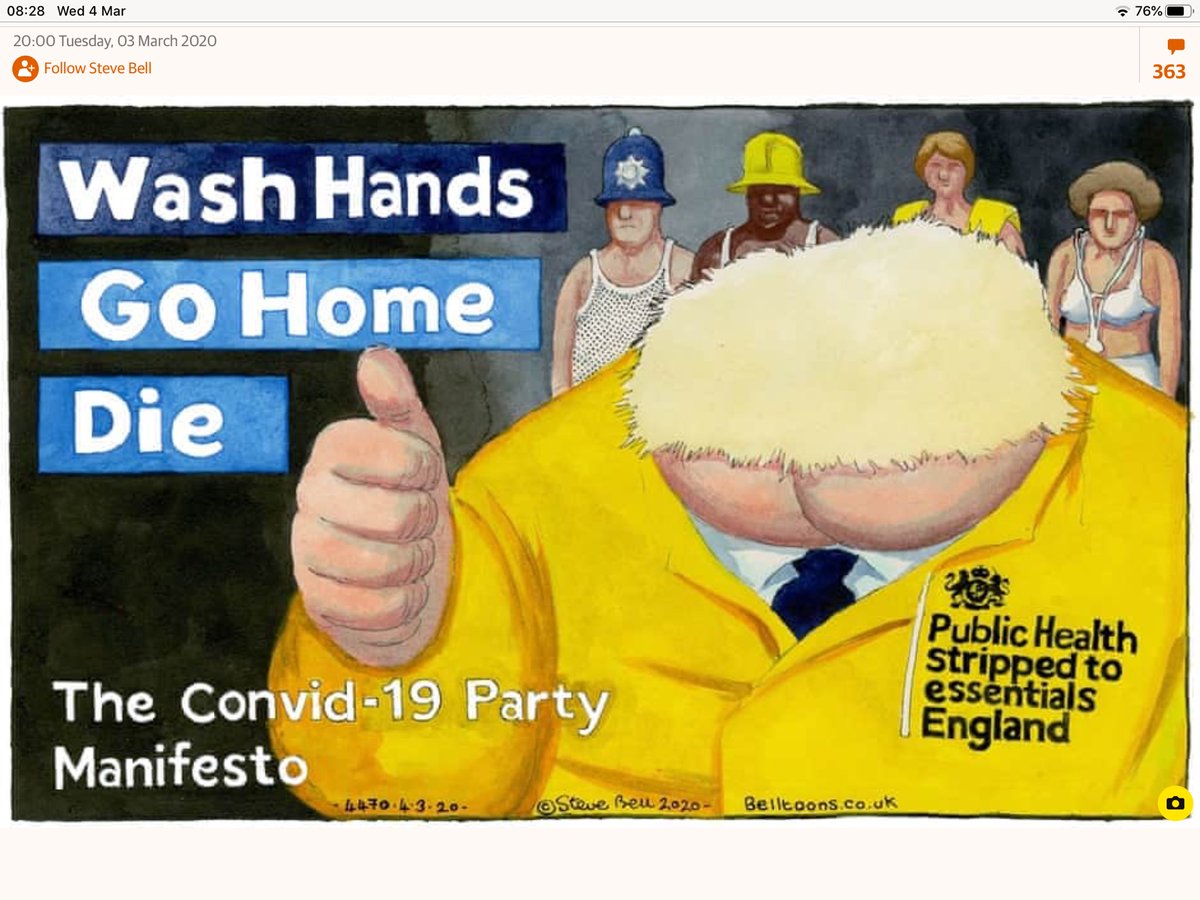 08:28 Wed 4 Mar 76%
20:00 Tuesday, 03 March 2020
Follow Steve Bell
363
Wash Hands
Go Home
Die
Public Health
stripped to
essentials
England
The Convid-19 Party
Manifesto
-4470.4.3.20- ©Steve Bell 2020- Belltoons.co.uk